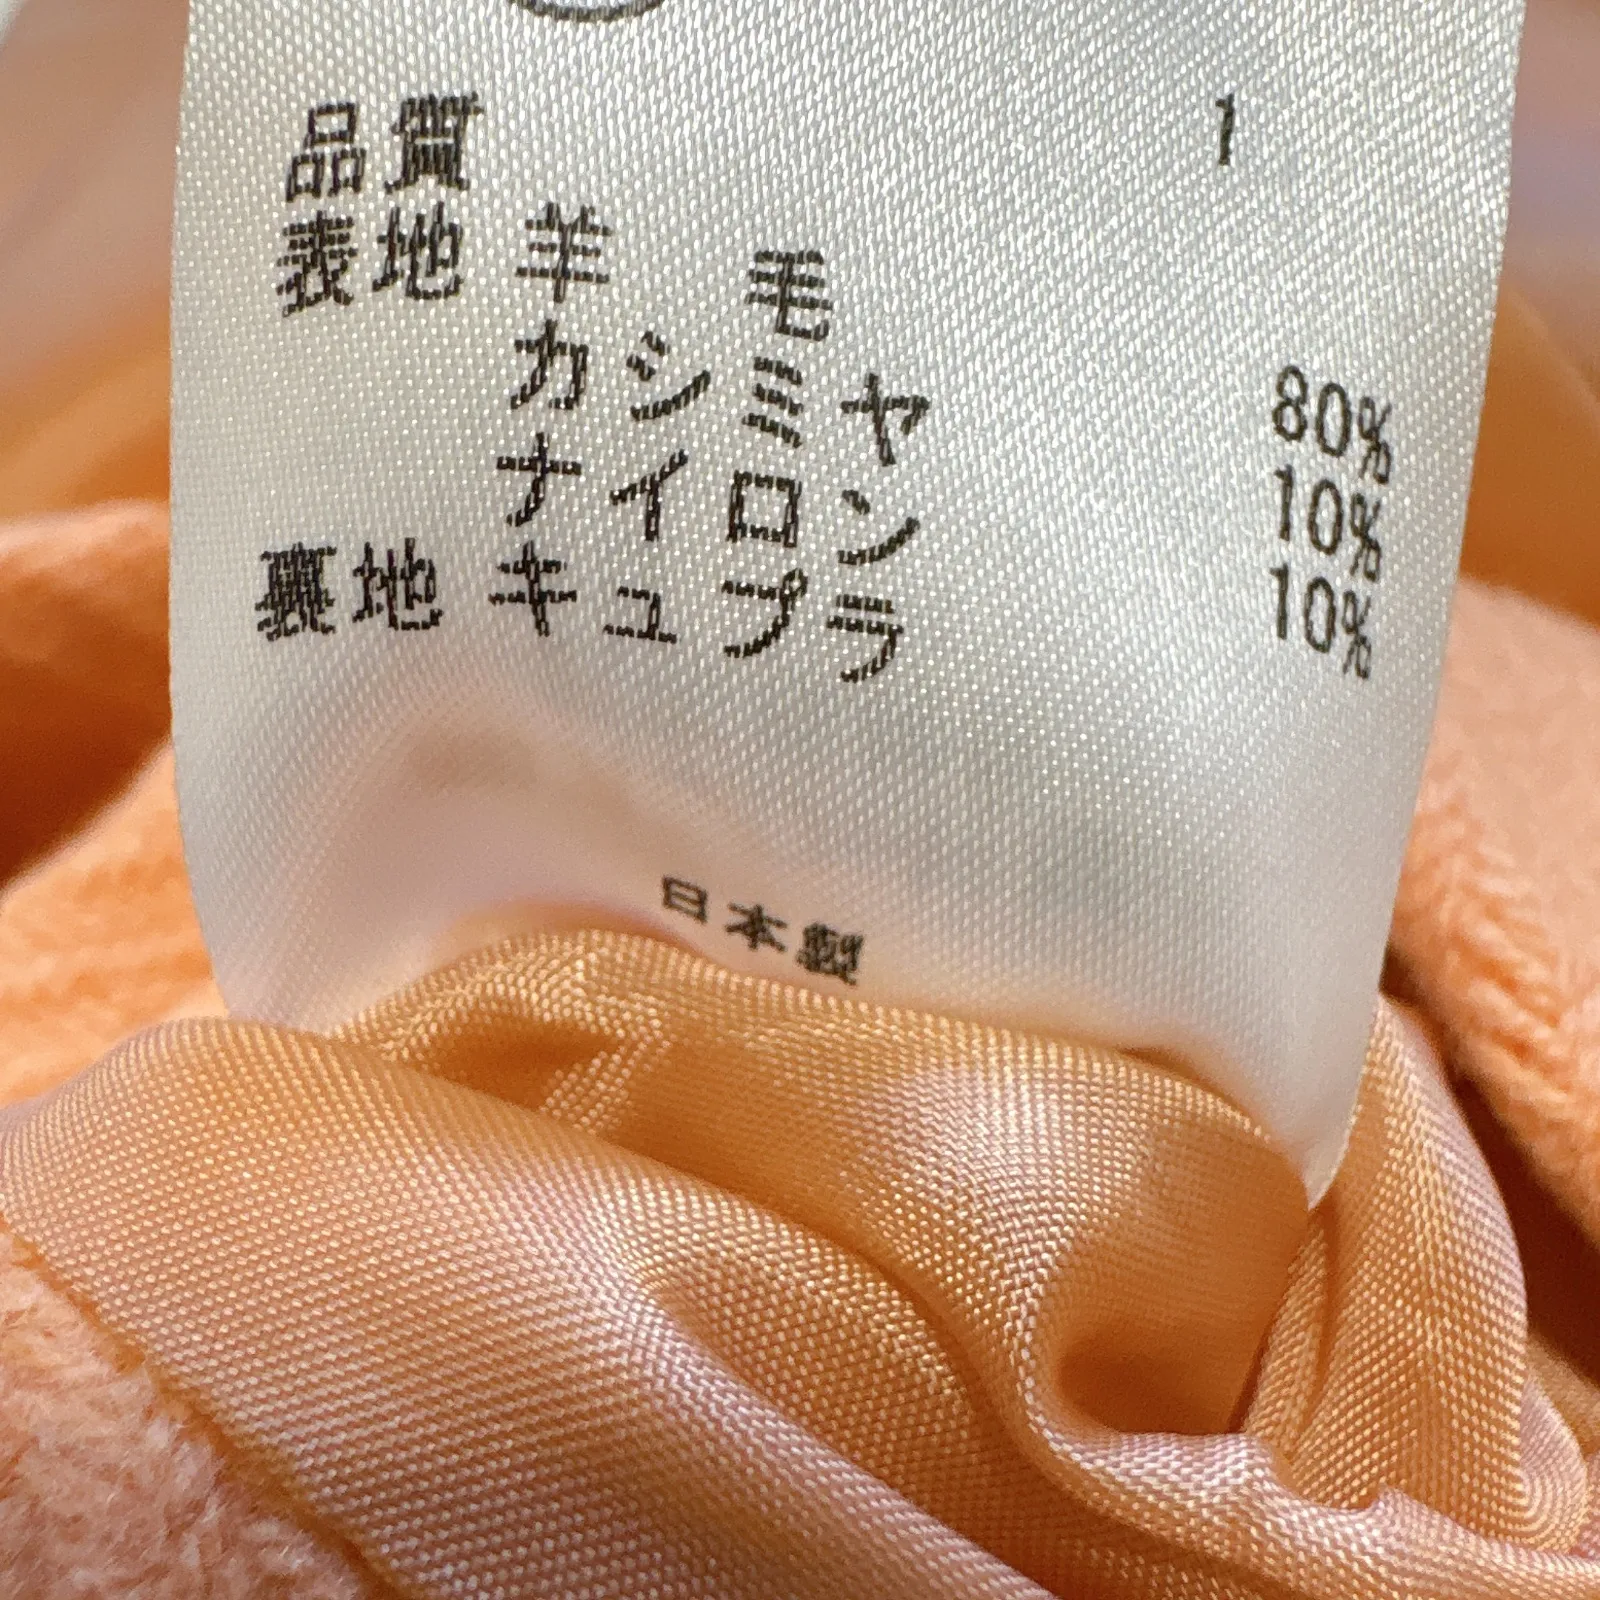 品質 1
表地 羊毛 80%
カシミヤ 10%
ナイロン 10%
裏地 キュプラ
日本製